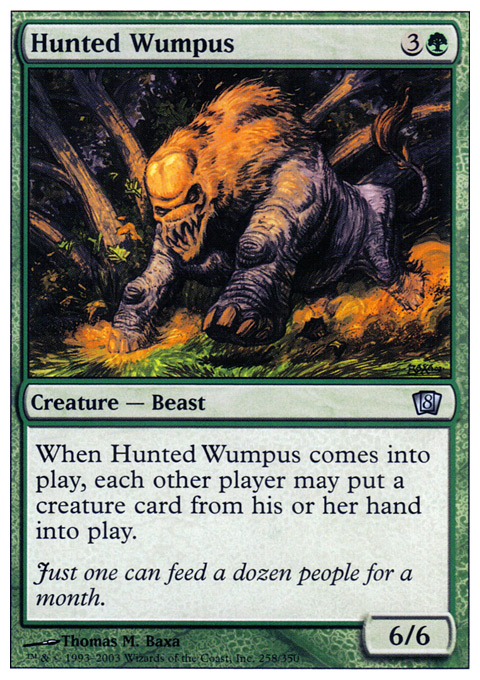 Hunted Wumpus 3
BAXA
Creature — Beast 8
When Hunted Wumpus comes into
play, each other player may put a
creature card from his or her hand
into play.
Just one can feed a dozen people for a
month.
Thomas M. Baxa
6/6
™ & © 1993–2003 Wizards of the Coast, Inc. 258/350